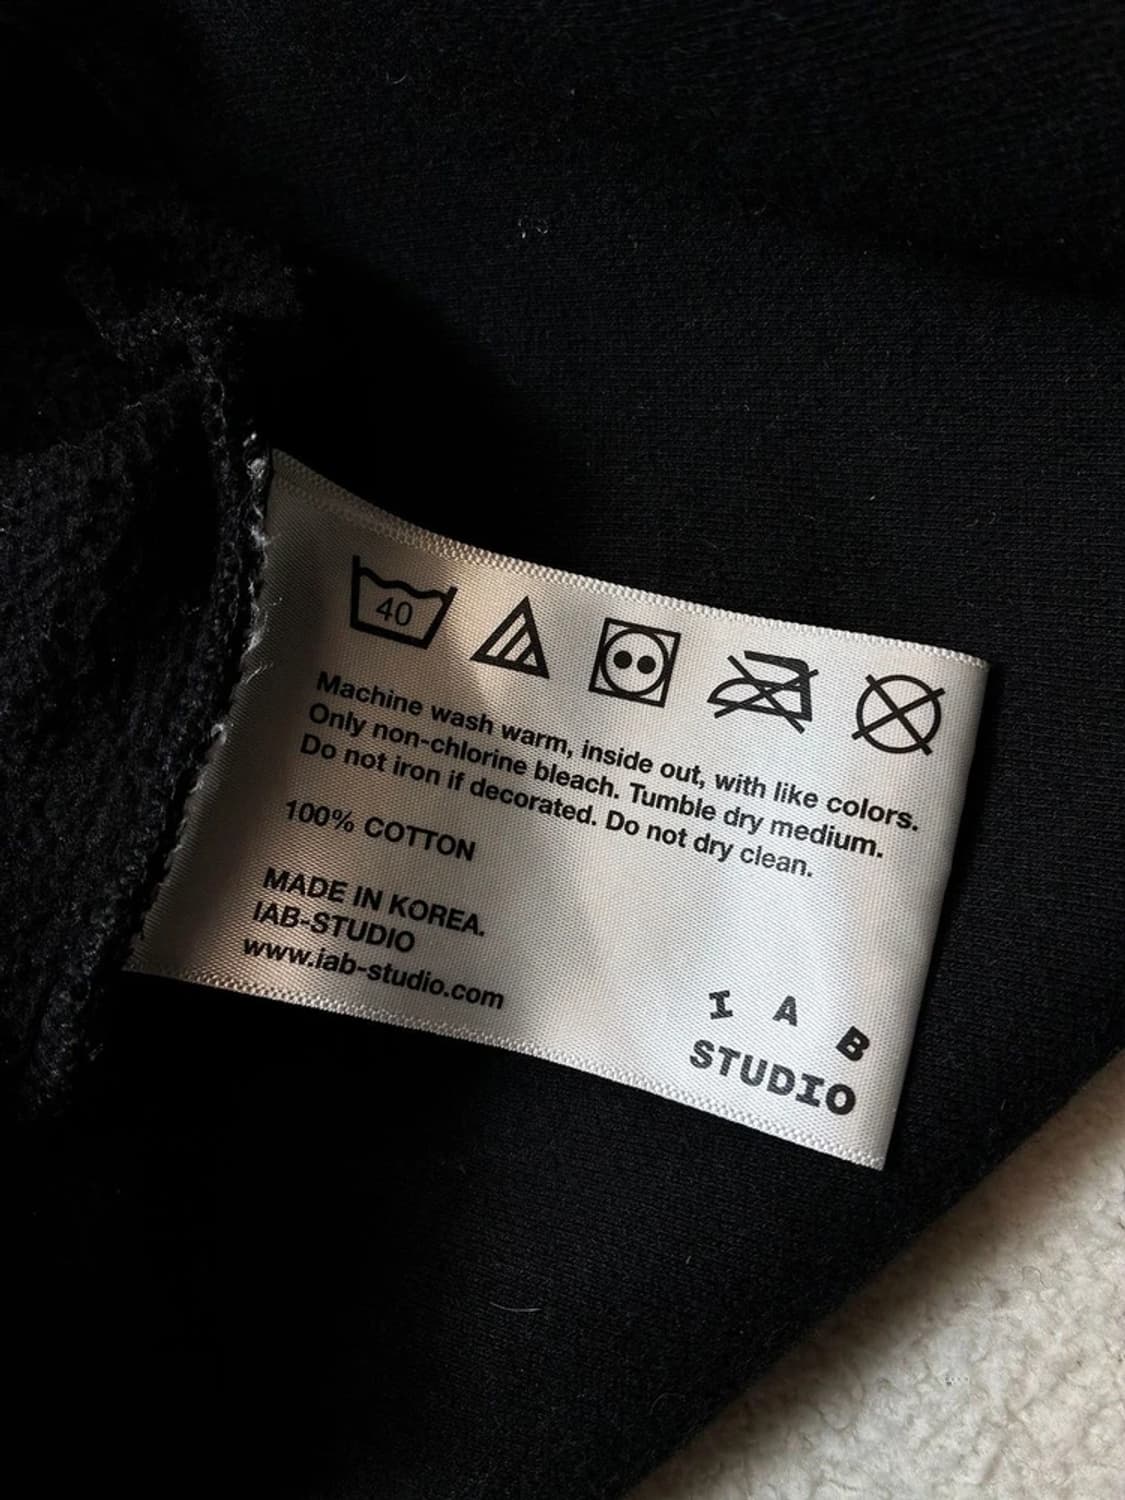 40
Machine wash warm, inside out, with like colors.
Only non-chlorine bleach. Tumble dry medium.
Do not iron if decorated. Do not dry clean.
100% COTTON
MADE IN KOREA.
IAB-STUDIO
www.iab-studio.com
I A B
STUDIO